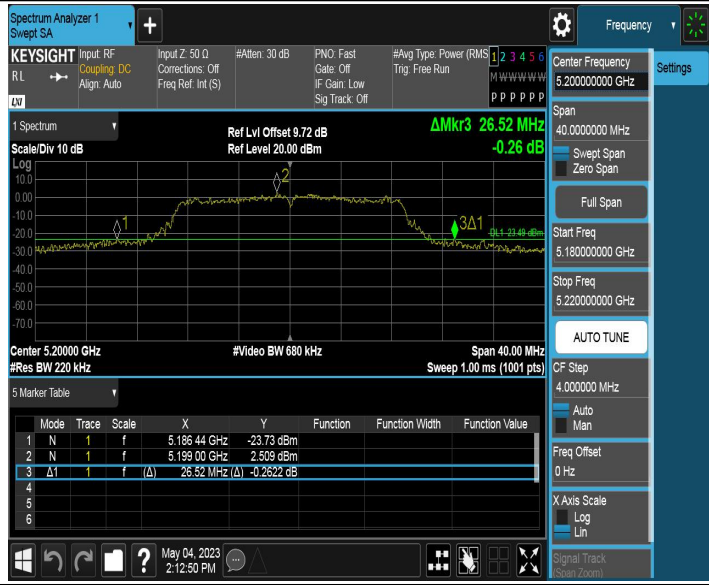 Spectrum Analyzer 1
Swept SA
+
Frequency
KEYSIGHT
RL
LXI
Input: RF
Coupling: DC
Align: Auto
Input Z: 50 Ω
Corrections: Off
Freq Ref: Int (S)
#Atten: 30 dB
PNO: Fast
Gate: Off
IF Gain: Low
Sig Track: Off
#Avg Type: Power (RMS
Trig: Free Run
1 2 3 4 5 6
M W W W W W
P P P P P P
Settings
Center Frequency
5.200000000 GHz
Span
40.0000000 MHz
Swept Span
Zero Span
Full Span
Start Freq
5.180000000 GHz
Stop Freq
5.220000000 GHz
AUTO TUNE
CF Step
4.000000 MHz
Auto
Man
Freq Offset
0 Hz
X Axis Scale
Log
Lin
Signal Track
(Span Zoom)
1 Spectrum
Scale/Div 10 dB
Log
Ref Lvl Offset 9.72 dB
Ref Level 20.00 dBm
ΔMkr3 26.52 MHz
-0.26 dB
10.0
0.00
-10.0
-20.0
-30.0
-40.0
-50.0
-60.0
-70.0
1
2
3Δ1
DL1 -23.49 dBm
Center 5.20000 GHz
#Res BW 220 kHz
#Video BW 680 kHz
Span 40.00 MHz
Sweep 1.00 ms (1001 pts)
5 Marker Table
Mode Trace Scale X Y Function Function Width Function Value
1 N 1 f 5.186 44 GHz -23.73 dBm
2 N 1 f 5.199 00 GHz 2.509 dBm
3 Δ1 1 f (Δ) 26.52 MHz (Δ) -0.2622 dB
4
5
6
?
May 04, 2023
2:12:50 PM